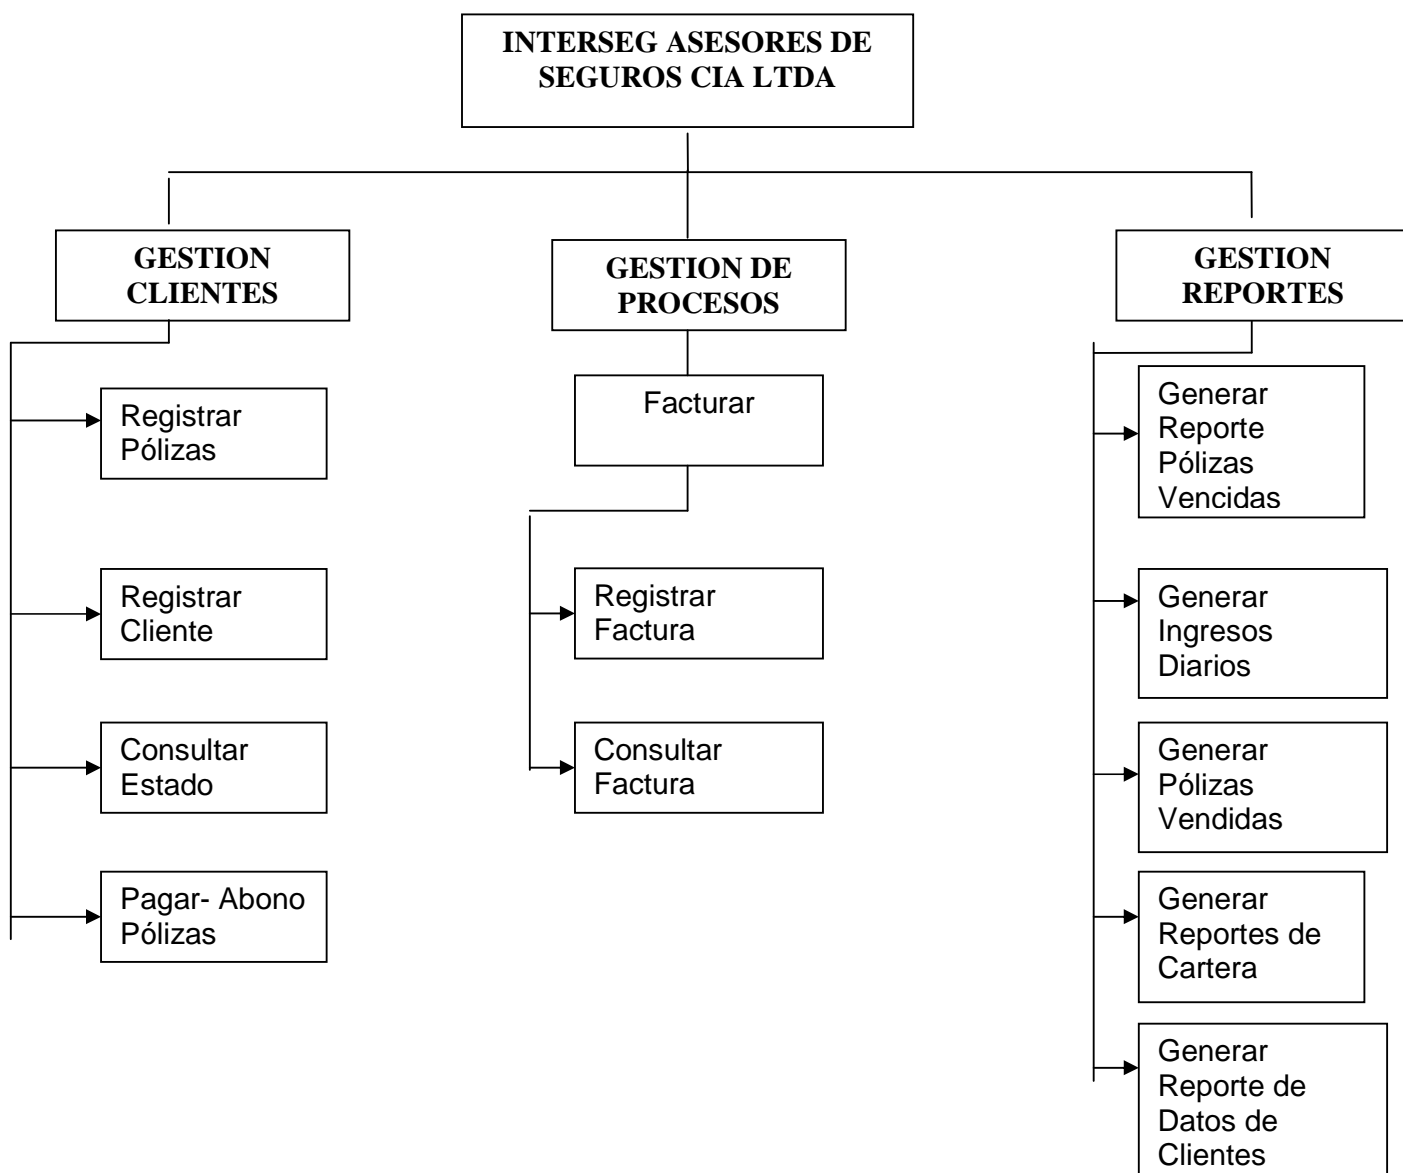 INTERSEG ASESORES DE
SEGUROS CIA LTDA
GESTION
CLIENTES
Registrar
Pólizas
Registrar
Cliente
Consultar
Estado
Pagar- Abono
Pólizas
GESTION DE
PROCESOS
Facturar
Registrar
Factura
Consultar
Factura
GESTION
REPORTES
Generar
Reporte
Pólizas
Vencidas
Generar
Ingresos
Diarios
Generar
Pólizas
Vendidas
Generar
Reportes de
Cartera
Generar
Reporte de
Datos de
Clientes